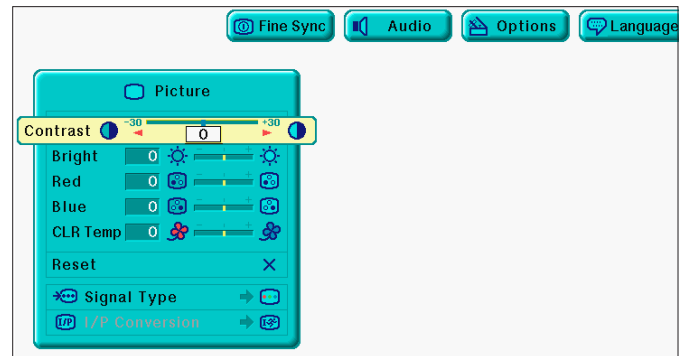 Fine Sync Audio Options Language
Picture
-30 +30
Contrast 0
Bright 0
- +
Red 0
- +
Blue 0
- +
CLR Temp 0
- +
Reset
Signal Type
I/P I/P Conversion